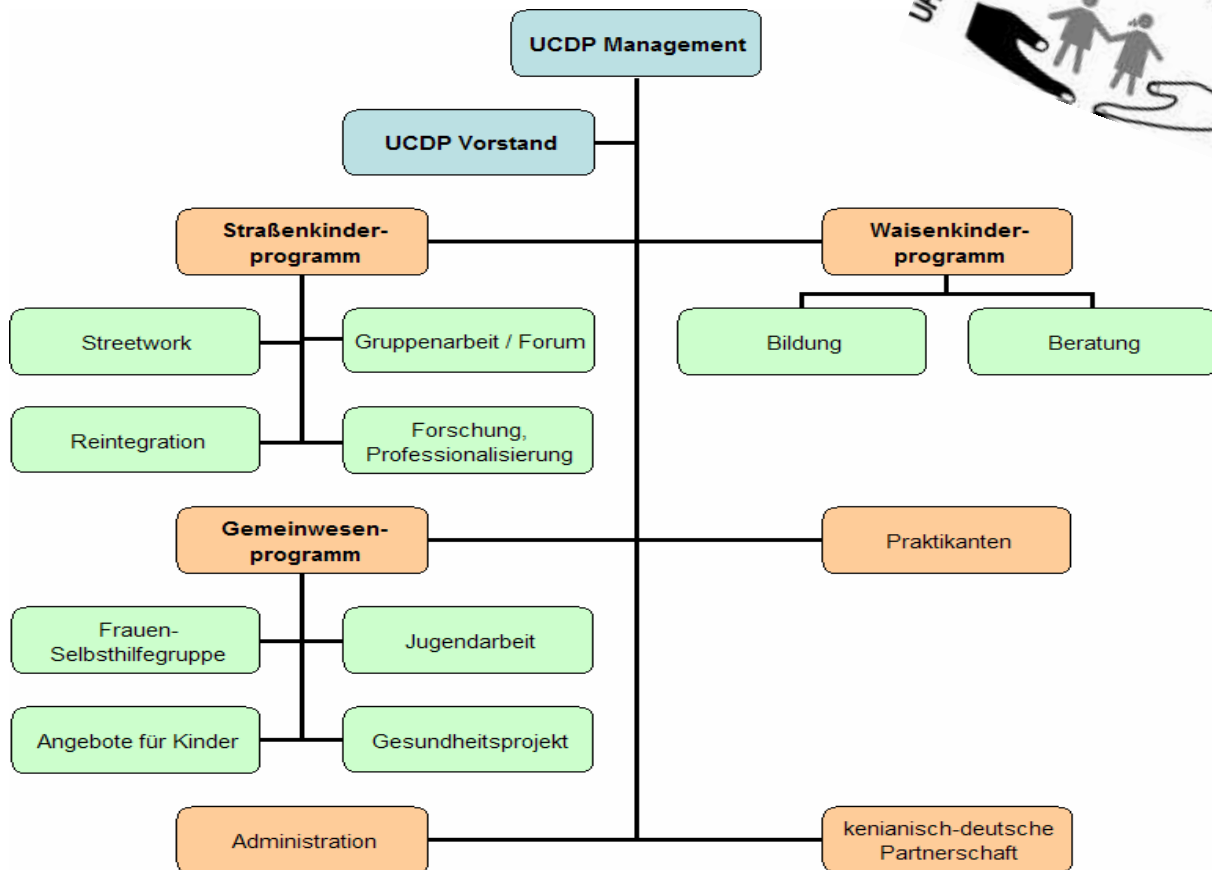 UCDP Management
UCDP Vorstand
Straßenkinder-
programm
Waisenkinder-
programm
Streetwork
Gruppenarbeit / Forum
Bildung
Beratung
Reintegration
Forschung,
Professionalisierung
Gemeinwesen-
programm
Praktikanten
Frauen-
Selbsthilfegruppe
Jugendarbeit
Angebote für Kinder
Gesundheitsprojekt
Administration
kenianisch-deutsche
Partnerschaft